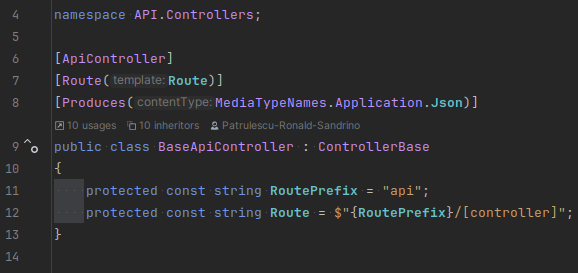 4 namespace API.Controllers;
5
6 [ApiController]
7 [Route( template: Route)]
8 [Produces( contentType: MediaTypeNames.Application.Json)]
10 usages 10 inheritors Patrulescu-Ronald-Sandrino
9 public class BaseApiController : ControllerBase
10 {
11 protected const string RoutePrefix = "api";
12 protected const string Route = $"{RoutePrefix}/[controller]";
13 }
14